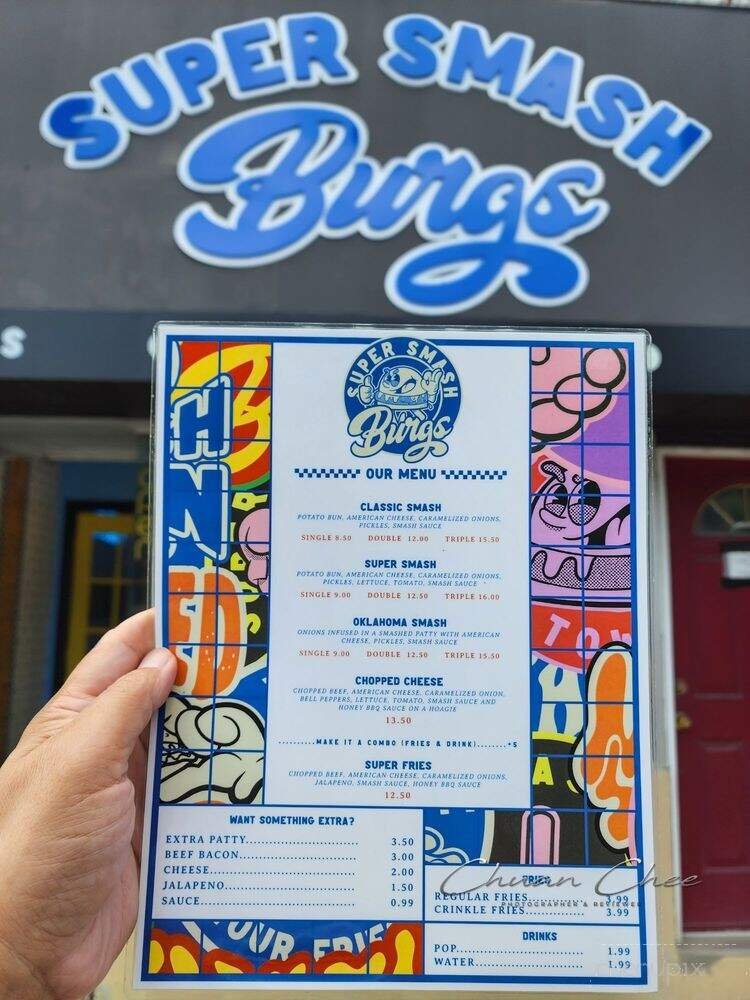 SUPER SMASH
Burgs
S
SUPER SMASH
Burgs
OUR MENU
CLASSIC SMASH
POTATO BUN, AMERICAN CHEESE, CARAMELIZED ONIONS,
PICKLES, SMASH SAUCE
SINGLE 8.50 DOUBLE 12.00 TRIPLE 15.50
SUPER SMASH
POTATO BUN, AMERICAN CHEESE, CARAMELIZED ONIONS,
PICKLES, LETTUCE, TOMATO, SMASH SAUCE
SINGLE 9.00 DOUBLE 12.50 TRIPLE 16.00
OKLAHOMA SMASH
ONIONS INFUSED IN A SMASHED PATTY WITH AMERICAN
CHEESE, PICKLES, SMASH SAUCE
SINGLE 9.00 DOUBLE 12.50 TRIPLE 15.50
CHOPPED CHEESE
CHOPPED BEEF, AMERICAN CHEESE, CARAMELIZED ONION,
BELL PEPPERS, LETTUCE, TOMATO, SMASH SAUCE AND
HONEY BBQ SAUCE ON A HOAGIE
13.50
..........MAKE IT A COMBO (FRIES & DRINK)........+5
SUPER FRIES
CHOPPED BEEF, AMERICAN CHEESE, CARAMELIZED ONIONS,
JALAPENO, SMASH SAUCE, HONEY BBQ SAUCE
12.50
WANT SOMETHING EXTRA?
EXTRA PATTY........................ 3.50
BEEF BACON........................ 3.00
CHEESE........................ 2.00
JALAPENO........................ 1.50
SAUCE........................ 0.99
FRIES
REGULAR FRIES............ 3.99
CRINKLE FRIES............ 3.99
DRINKS
POP........................ 1.99
WATER........................ 1.99
Chuan Chee
PHOTOGRAPHER & REVIEWER